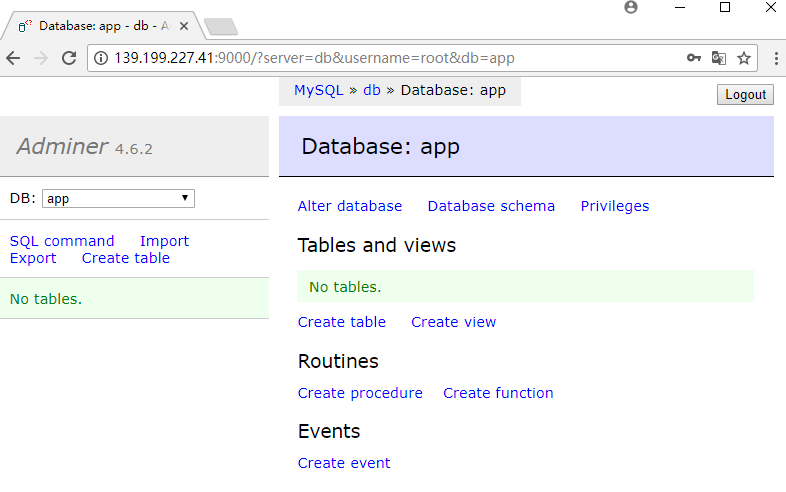 Database: app - db - A
139.199.227.41:9000/?server=db&username=root&db=app
MySQL » db » Database: app
Logout
Adminer 4.6.2
Database: app
DB: app
SQL command Import
Export Create table
No tables.
Alter database Database schema Privileges
Tables and views
No tables.
Create table Create view
Routines
Create procedure Create function
Events
Create event